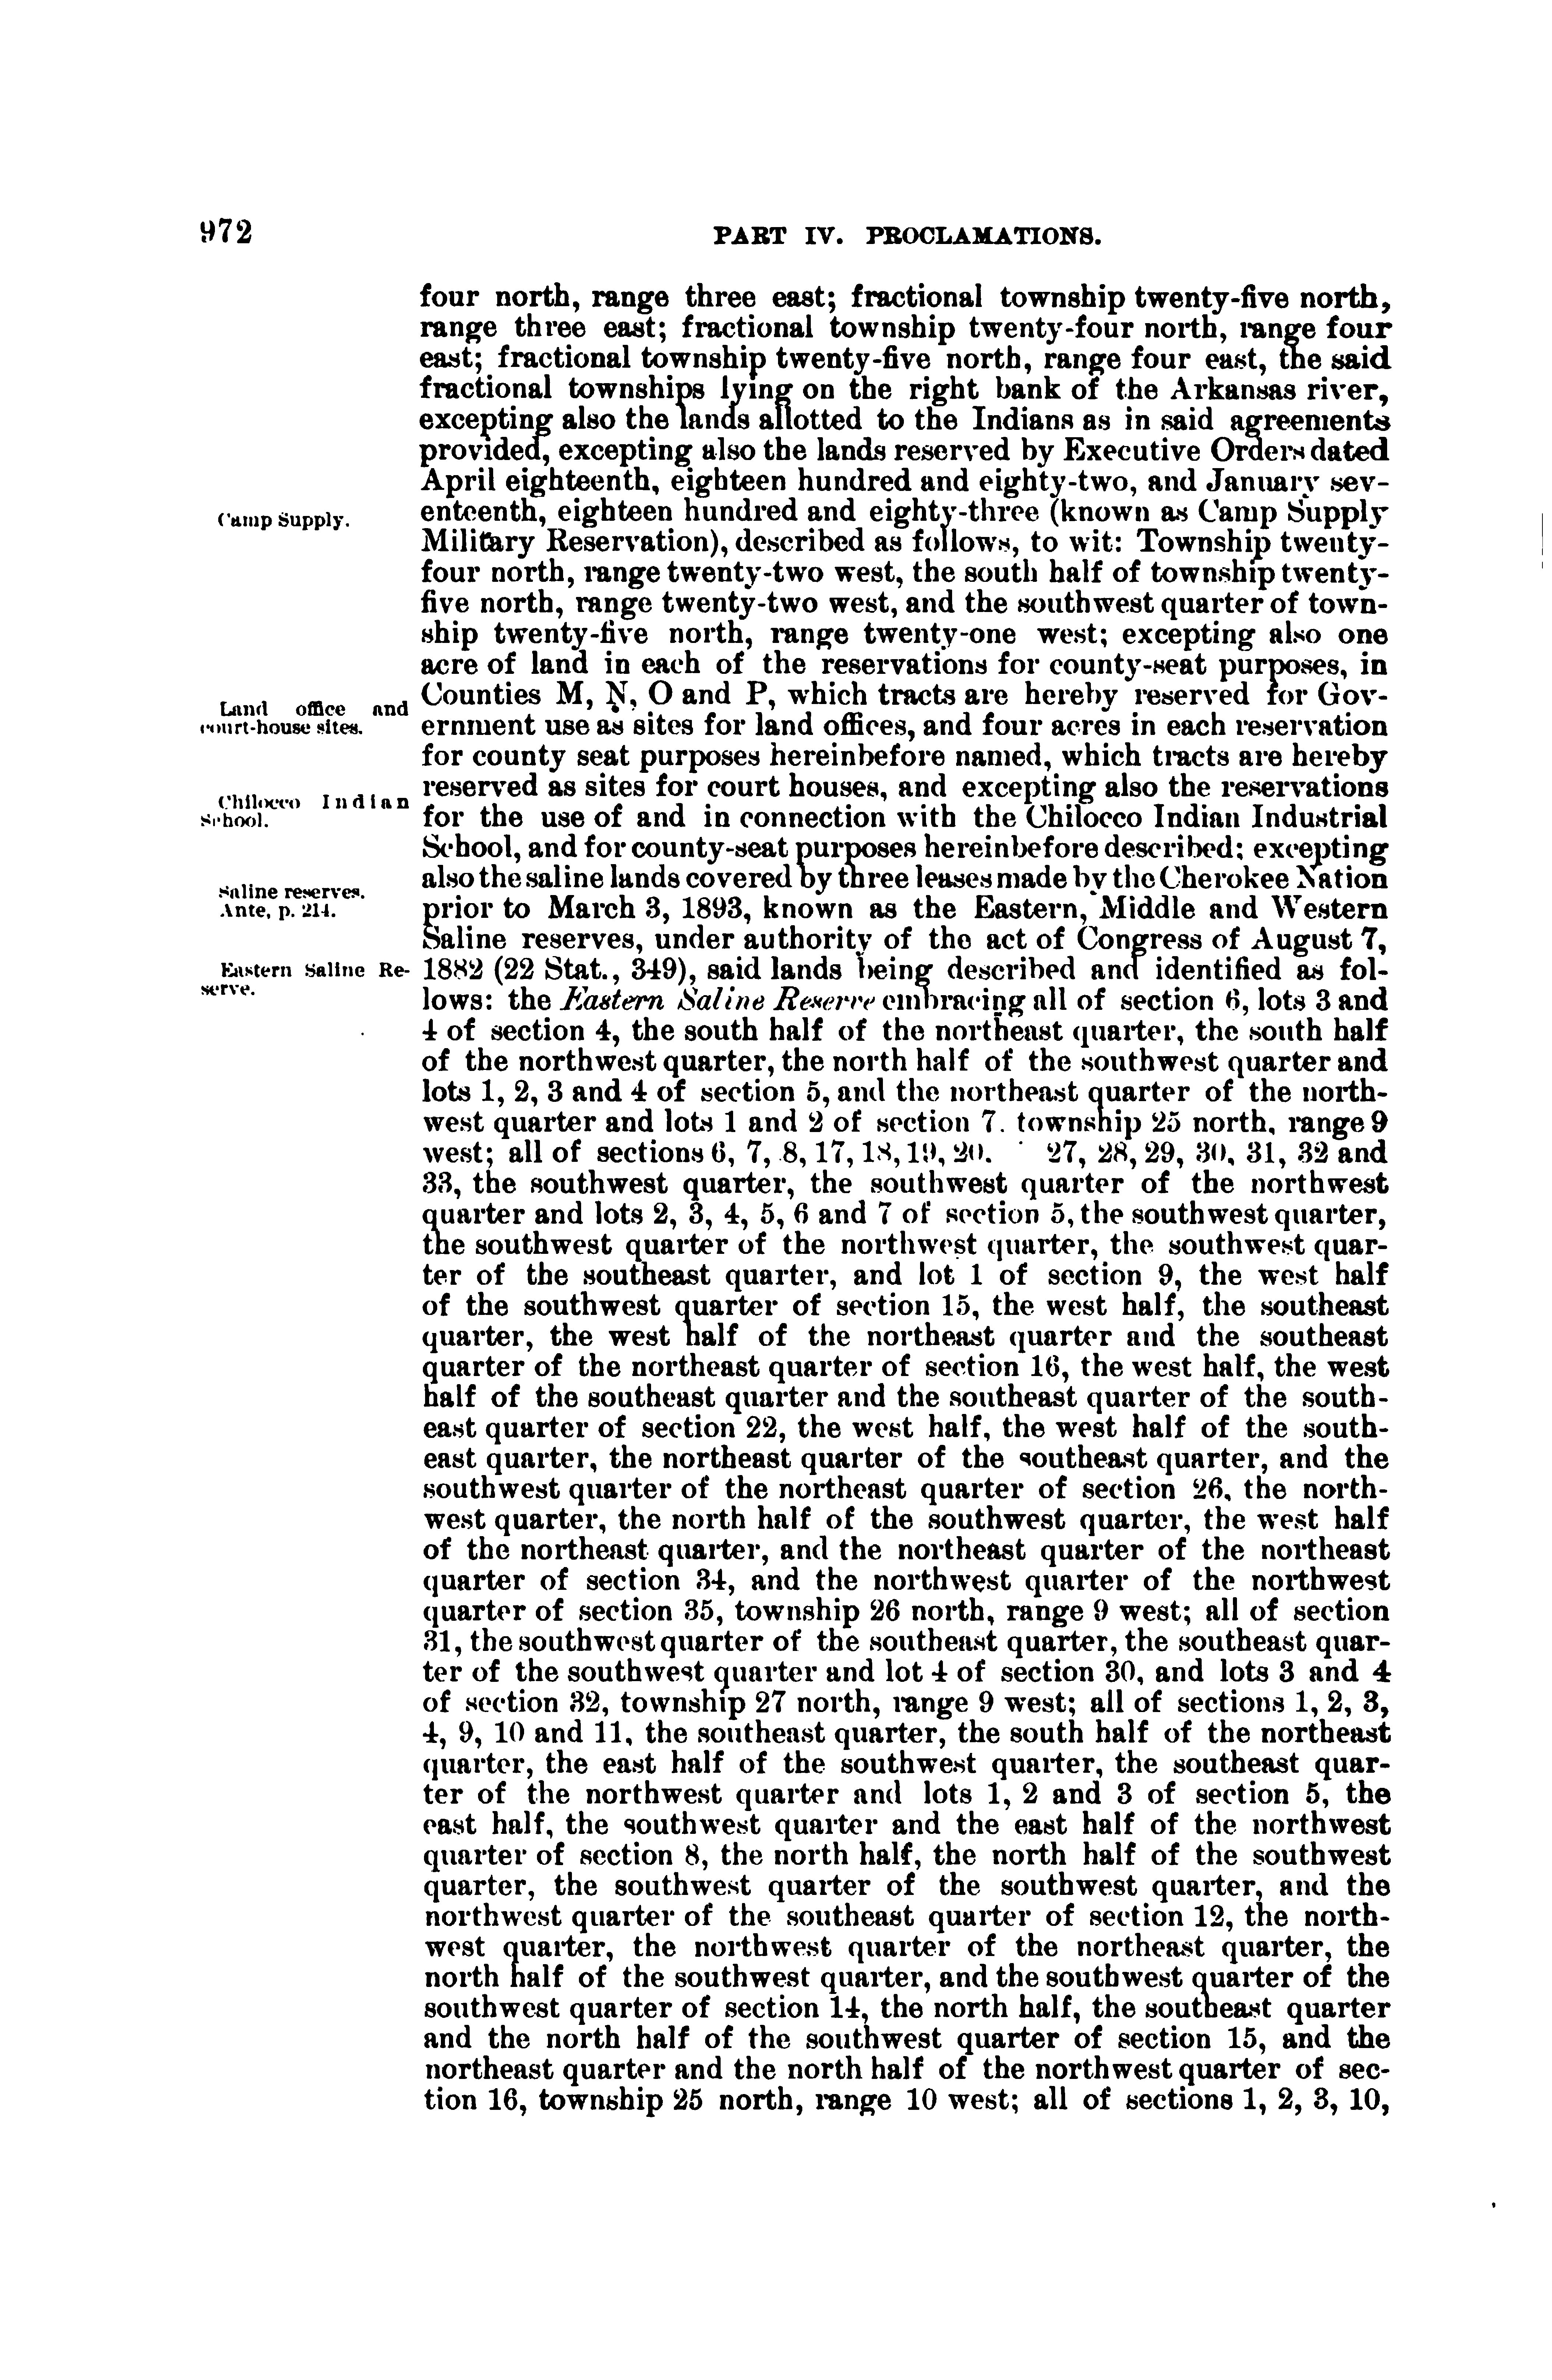 972
PART IV. PROCLAMATIONS.
four north, range three east; fractional township twenty-five north,
range three east; fractional township twenty-four north, range four
east; fractional township twenty-five north, range four east, the said
fractional townships lying on the right bank of the Arkansas river,
excepting also the lands allotted to the Indians as in said agreements
provided, excepting also the lands reserved by Executive Orders dated
April eighteenth, eighteen hundred and eighty-two, and January sev-
Camp Supply.
enteenth, eighteen hundred and eighty-three (known as Camp Supply
Military Reservation), described as follows, to wit: Township twenty-
four north, range twenty-two west, the south half of township twenty-
five north, range twenty-two west, and the southwest quarter of town-
ship twenty-five north, range twenty-one west; excepting also one
acre of land in each of the reservations for county-seat purposes, in
Land office and
court-house sites.
Counties M, N, O and P, which tracts are hereby reserved for Gov-
ernment use as sites for land offices, and four acres in each reservation
for county seat purposes hereinbefore named, which tracts are hereby
reserved as sites for court houses, and excepting also the reservations
Chilocco Indian
School.
for the use of and in connection with the Chilocco Indian Industrial
School, and for county-seat purposes hereinbefore described; excepting
also the saline lands covered by three leases made by the Cherokee Nation
Saline reserves.
Ante, p. 214.
prior to March 3, 1893, known as the Eastern, Middle and Western
Saline reserves, under authority of the act of Congress of August 7,
Eastern Saline Re-
serve.
1882 (22 Stat., 349), said lands being described and identified as fol-
lows: the Eastern Saline Reserve embracing all of section 6, lots 3 and
4 of section 4, the south half of the northeast quarter, the south half
of the northwest quarter, the north half of the southwest quarter and
lots 1, 2, 3 and 4 of section 5, and the northeast quarter of the north-
west quarter and lots 1 and 2 of section 7, township 25 north, range 9
west; all of sections 6, 7, 8, 17, 18, 19, 20, 27, 28, 29, 30, 31, 32 and
33, the southwest quarter, the southwest quarter of the northwest
quarter and lots 2, 3, 4, 5, 6 and 7 of section 5, the southwest quarter,
the southwest quarter of the northwest quarter, the southwest quar-
ter of the southeast quarter, and lot 1 of section 9, the west half
of the southwest quarter of section 15, the west half, the southeast
quarter, the west half of the northeast quarter and the southeast
quarter of the northeast quarter of section 16, the west half, the west
half of the southeast quarter and the southeast quarter of the south-
east quarter of section 22, the west half, the west half of the south-
east quarter, the northeast quarter of the southeast quarter, and the
southwest quarter of the northeast quarter of section 26, the north-
west quarter, the north half of the southwest quarter, the west half
of the northeast quarter, and the northeast quarter of the northeast
quarter of section 34, and the northwest quarter of the northwest
quarter of section 35, township 26 north, range 9 west; all of section
31, the southwest quarter of the southeast quarter, the southeast quar-
ter of the southwest quarter and lot 4 of section 30, and lots 3 and 4
of section 32, township 27 north, range 9 west; all of sections 1, 2, 3,
4, 9, 10 and 11, the southeast quarter, the south half of the northeast
quarter, the east half of the southwest quarter, the southeast quar-
ter of the northwest quarter and lots 1, 2 and 3 of section 5, the
east half, the southwest quarter and the east half of the northwest
quarter of section 8, the north half, the north half of the southwest
quarter, the southwest quarter of the southwest quarter, and the
northwest quarter of the southeast quarter of section 12, the north-
west quarter, the northwest quarter of the northeast quarter, the
north half of the southwest quarter, and the southwest quarter of the
southwest quarter of section 14, the north half, the southeast quarter
and the north half of the southwest quarter of section 15, and the
northeast quarter and the north half of the northwest quarter of sec-
tion 16, township 25 north, range 10 west; all of sections 1, 2, 3, 10,